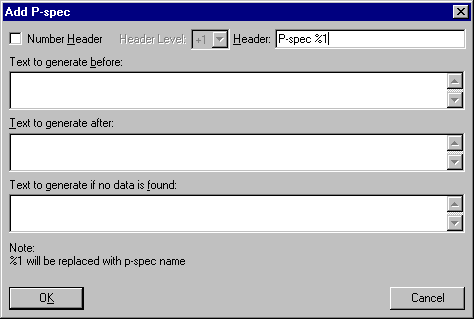 Add P-spec
Number Header Header Level: +1 Header: P-spec %1
Text to generate before:
Text to generate after:
Text to generate if no data is found:
Note:
%1 will be replaced with p-spec name
OK Cancel